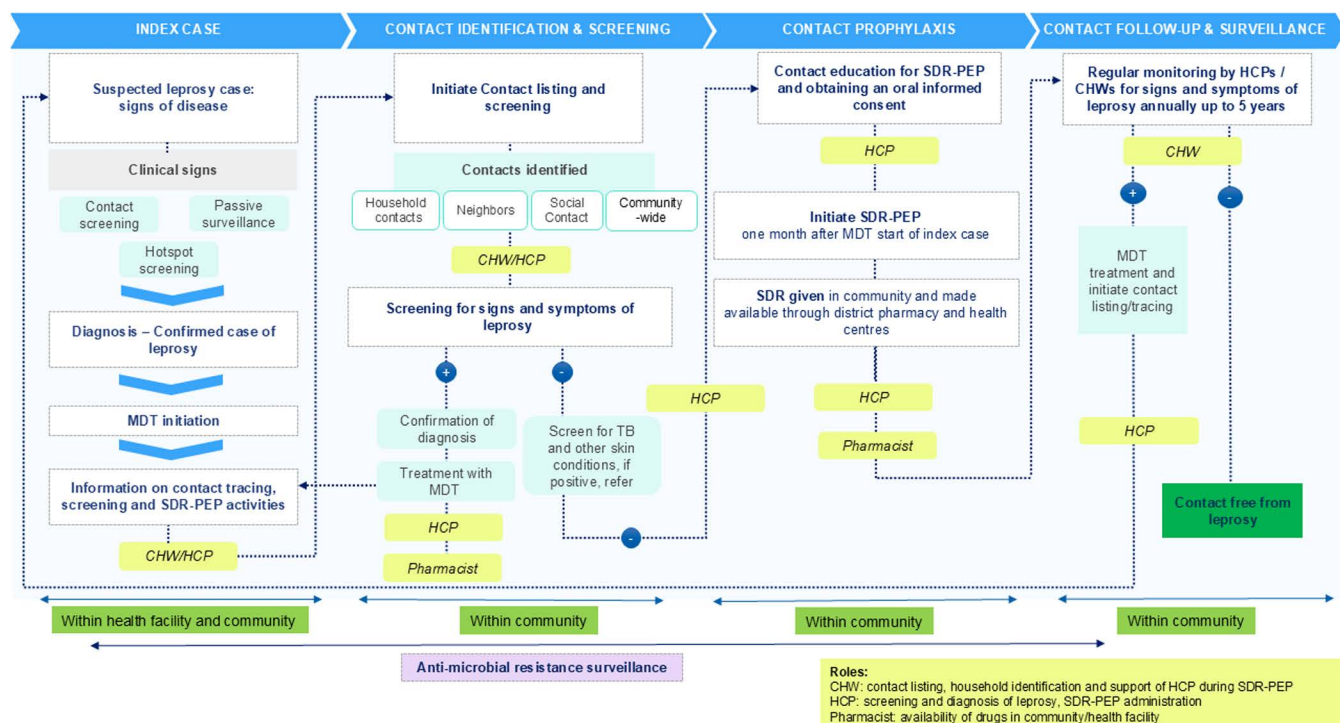 INDEX CASE
CONTACT IDENTIFICATION & SCREENING
CONTACT PROPHYLAXIS
CONTACT FOLLOW-UP & SURVEILLANCE
Suspected leprosy case:
signs of disease
Clinical signs
Contact
screening
Passive
surveillance
Hotspot
screening
Diagnosis – Confirmed case of
leprosy
MDT initiation
Information on contact tracing,
screening and SDR-PEP activities
CHW/HCP
Initiate Contact listing and
screening
Contacts identified
Household
contacts
Neighbors
Social
Contact
Community
-wide
CHW/HCP
Screening for signs and symptoms of
leprosy
+
-
Confirmation of
diagnosis
Treatment with
MDT
HCP
Pharmacist
Screen for TB
and other skin
conditions, if
positive, refer
-
HCP
Contact education for SDR-PEP
and obtaining an oral informed
consent
HCP
Initiate SDR-PEP
one month after MDT start of index case
SDR given in community and made
available through district pharmacy and health
centres
HCP
Pharmacist
Regular monitoring by HCPs /
CHWs for signs and symptoms of
leprosy annually up to 5 years
CHW
+
-
MDT
treatment and
initiate contact
listing/tracing
HCP
Contact free from
leprosy
Within health facility and community
Within community
Within community
Within community
Anti-microbial resistance surveillance
Roles:
CHW: contact listing, household identification and support of HCP during SDR-PEP
HCP: screening and diagnosis of leprosy, SDR-PEP administration
Pharmacist: availability of drugs in community/health facility